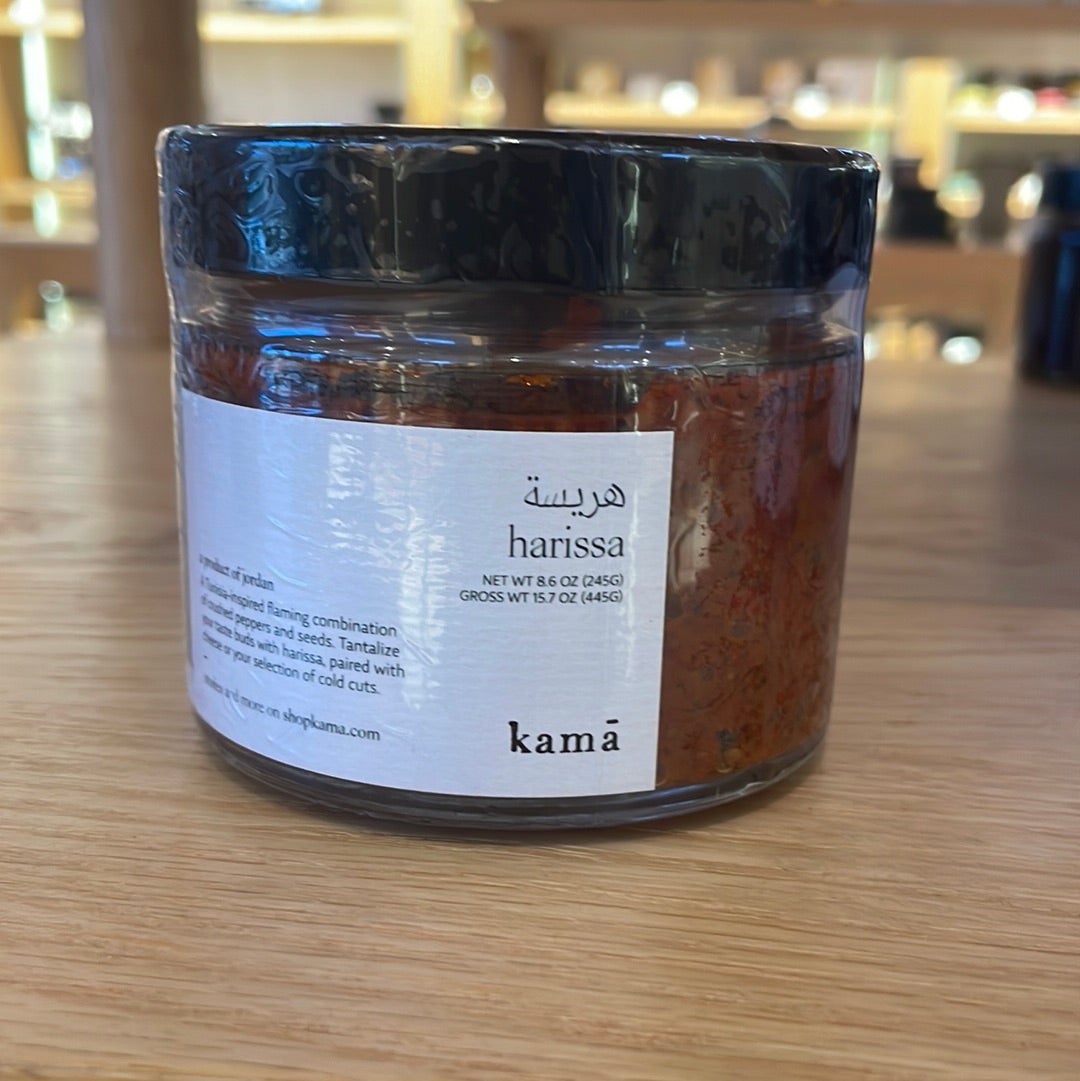 هريسة
harissa
NET WT 8.6 OZ (245G)
GROSS WT 15.7 OZ (445G)
a product of jordan
a Tunisia-inspired flaming combination
of crushed peppers and seeds. Tantalize
your taste buds with harissa, paired with
cheese or your selection of cold cuts.
and more on shopkama.com
kamā